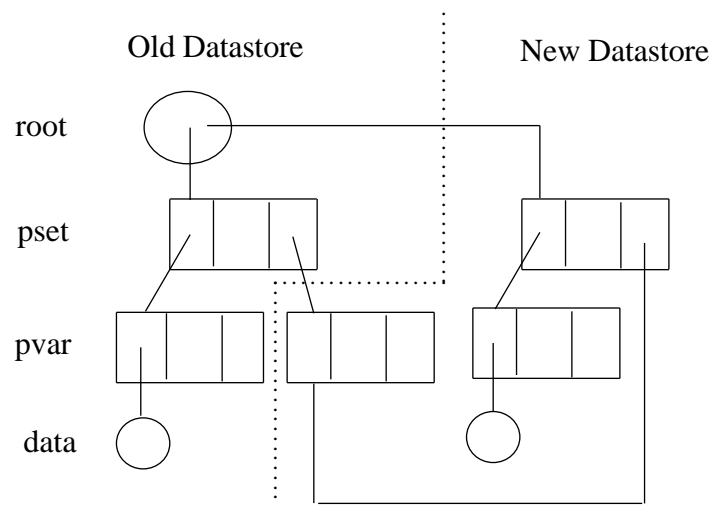 Old Datastore
New Datastore
root
pset
pvar
data